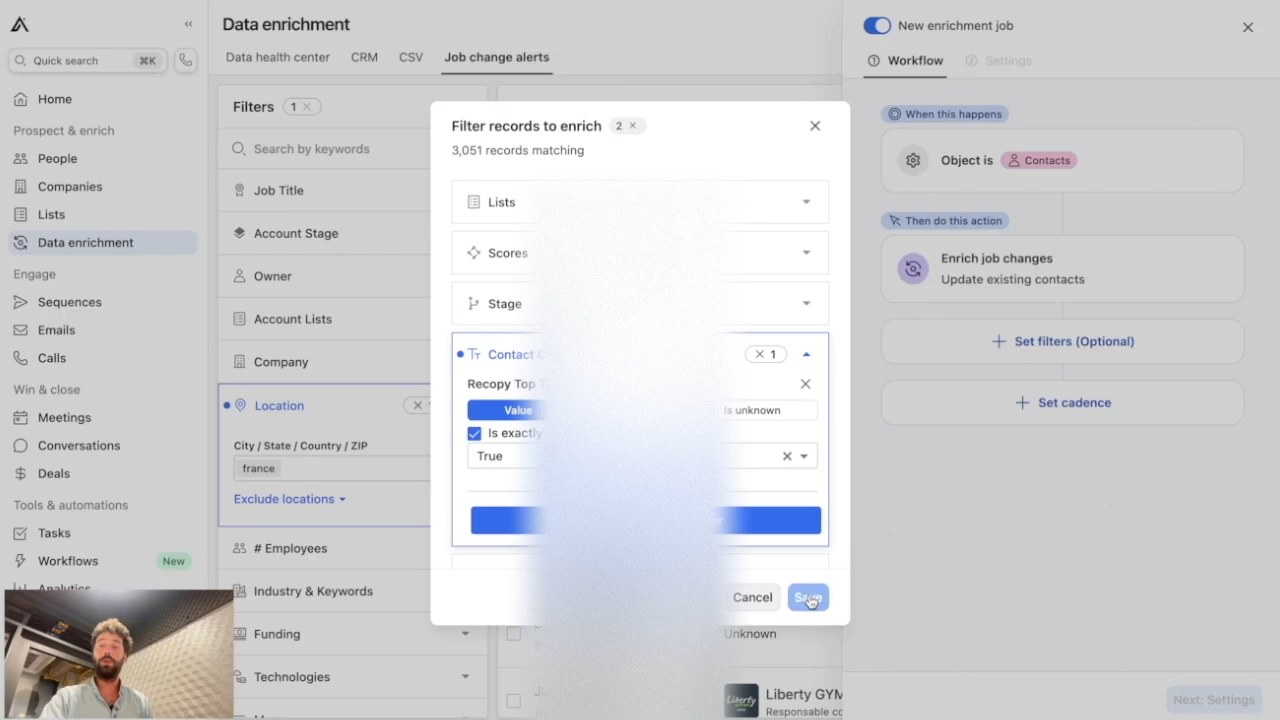 Quick search
⌘K
Home
Prospect & enrich
People
Companies
Lists
Data enrichment
Engage
Sequences
Emails
Calls
Win & close
Meetings
Conversations
Deals
Tools & automations
Tasks
Workflows
New
Analytics
Data enrichment
Data health center
CRM
CSV
Job change alerts
Filters
1
Search by keywords
Job Title
Account Stage
Owner
Account Lists
Company
Location
City / State / Country / ZIP
france
Exclude locations
# Employees
Industry & Keywords
Funding
Technologies
Filter records to enrich
2
3,051 records matching
Lists
Scores
Stage
Contact
1
Recopy Top
Value
Is unknown
Is exactly
True
Cancel
Save
Unknown
Liberty GYM
Responsable
New enrichment job
1 Workflow
2 Settings
When this happens
Object is Contacts
Then do this action
Enrich job changes
Update existing contacts
Set filters (Optional)
Set cadence
Next: Settings